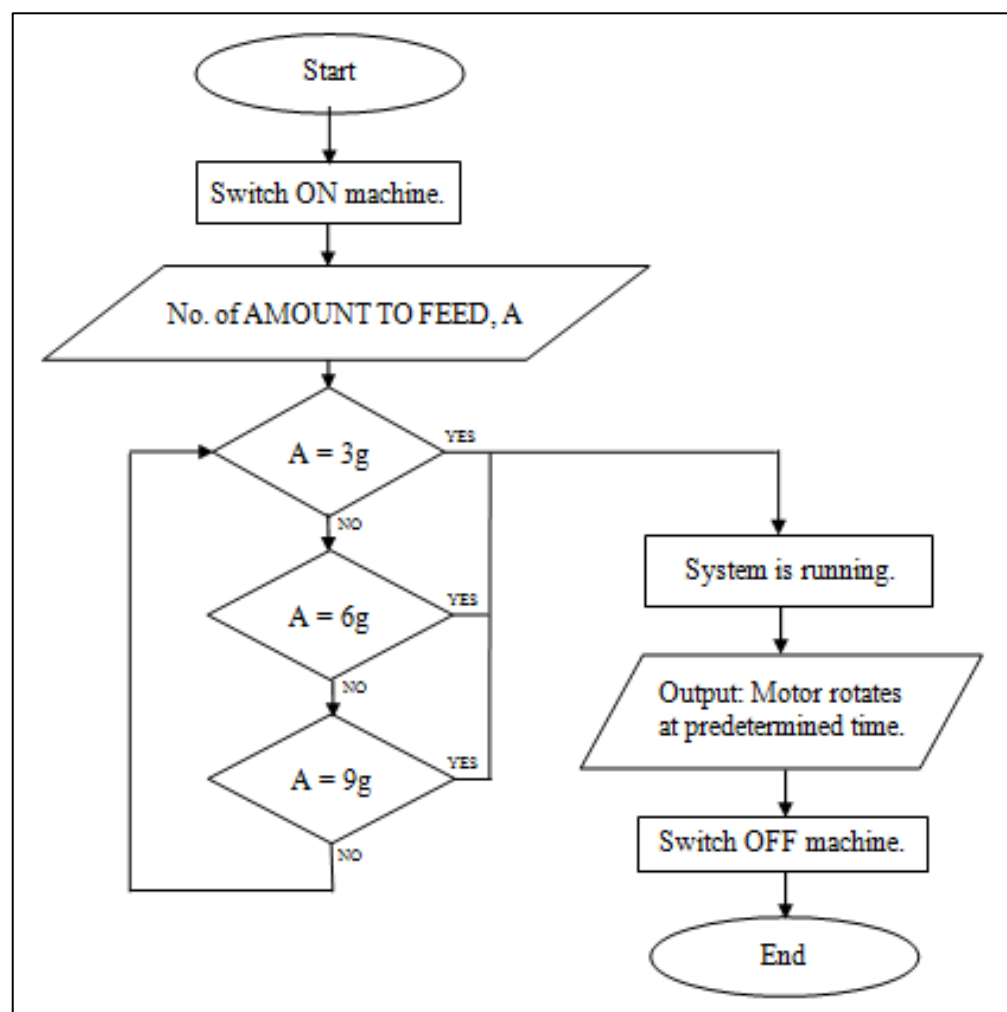 Start
Switch ON machine.
No. of AMOUNT TO FEED, A
A = 3g
YES
NO
A = 6g
YES
NO
A = 9g
YES
NO
System is running.
Output: Motor rotates
at predetermined time.
Switch OFF machine.
End